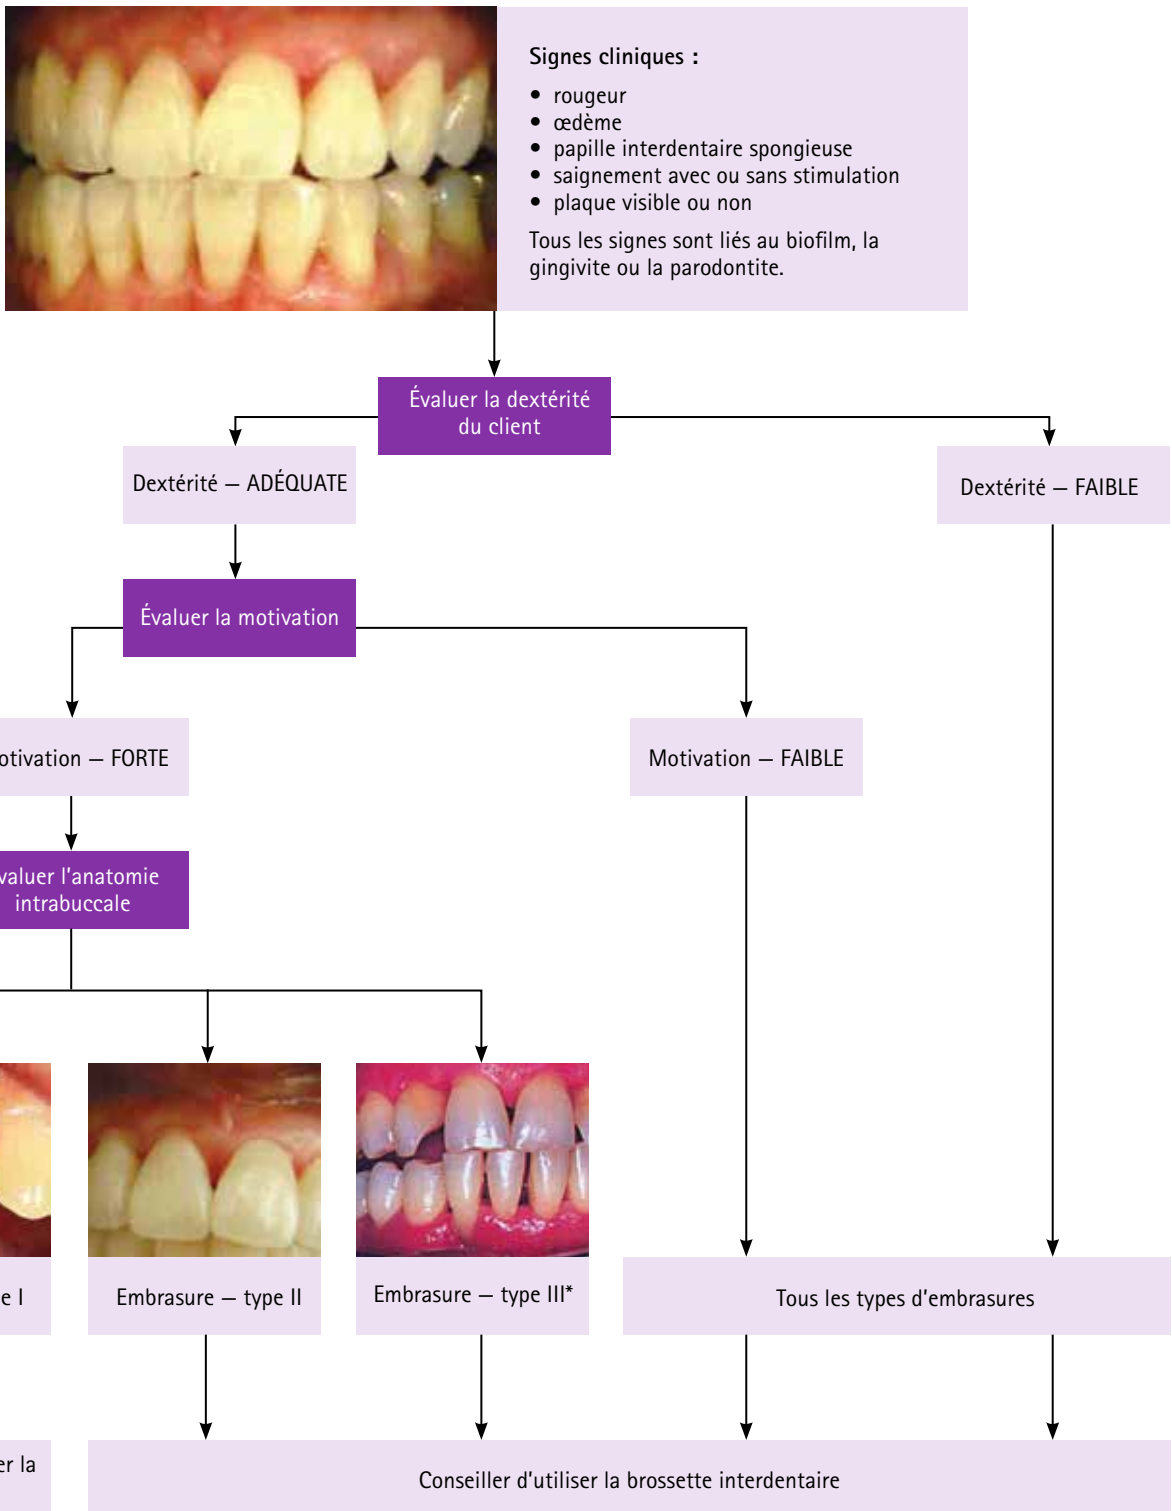 Signes cliniques :
• rougeur
• œdème
• papille interdentaire spongieuse
• saignement avec ou sans stimulation
• plaque visible ou non
Tous les signes sont liés au biofilm, la
gingivite ou la parodontite.
Évaluer la dextérité
du client
Dextérité — ADÉQUATE
Dextérité — FAIBLE
Évaluer la motivation
otivation — FORTE
Motivation — FAIBLE
valuer l'anatomie
intrabuccale
e I
Embrasure — type II
Embrasure — type III*
Tous les types d'embrasures
er la
Conseiller d'utiliser la brossette interdentaire